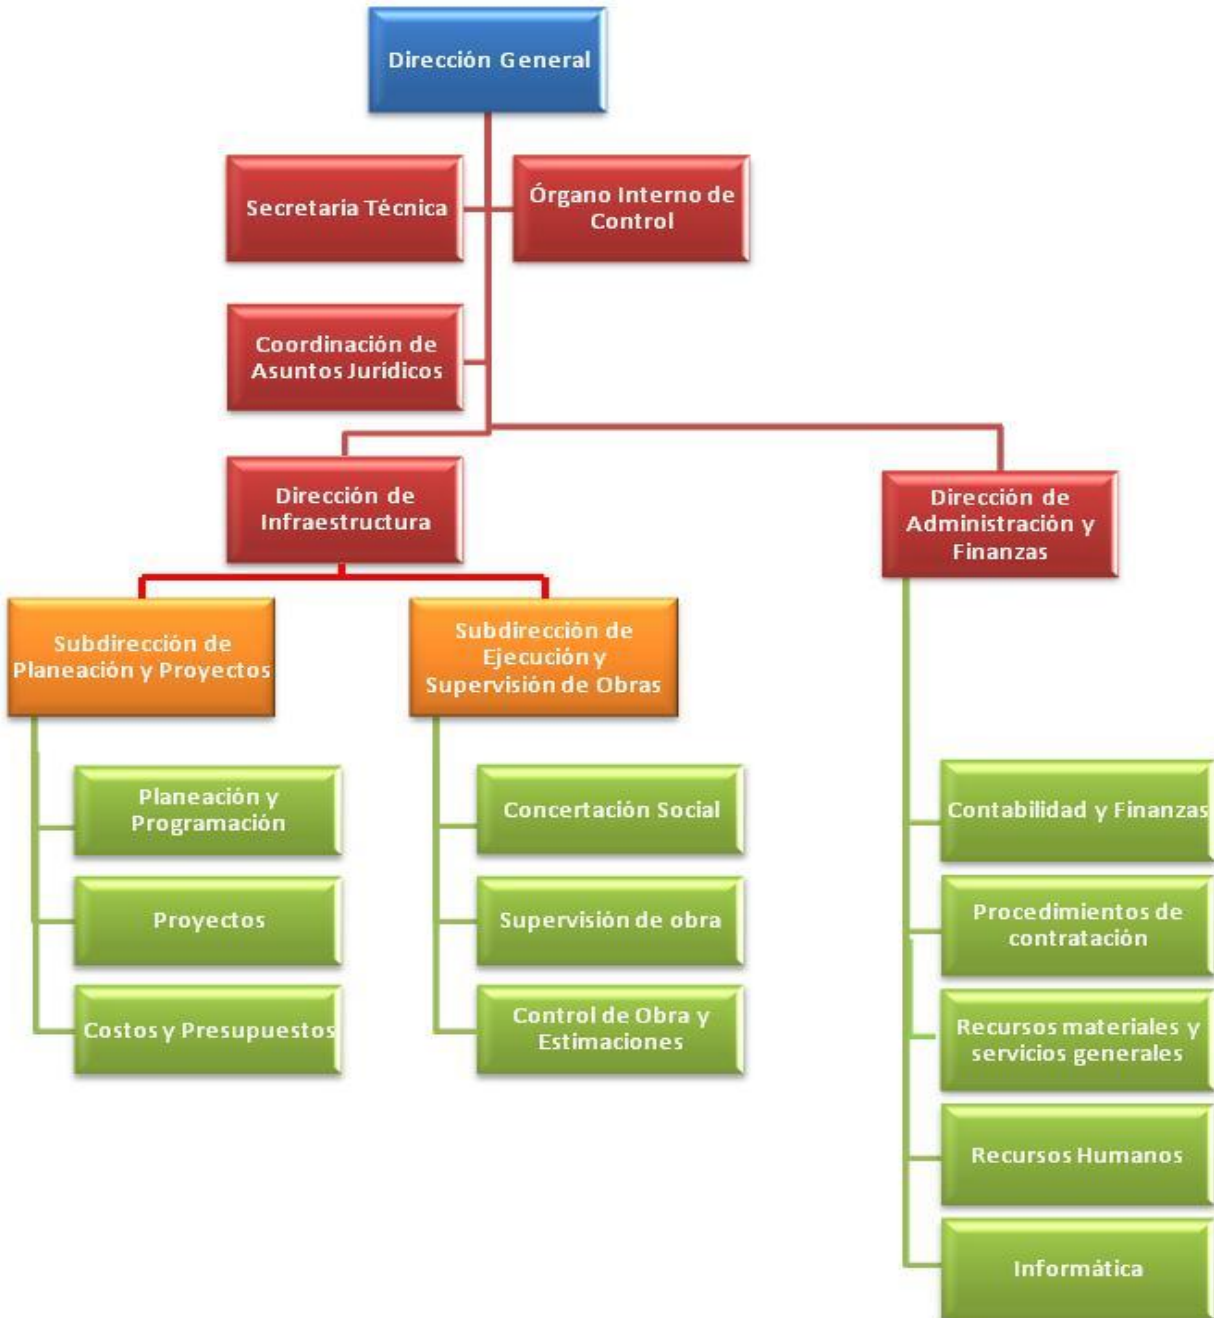 Dirección General
Secretaria Técnica
Órgano Interno de
Control
Coordinación de
Asuntos Jurídicos
Dirección de
Infraestructura
Dirección de
Administración y
Finanzas
Subdirección de
Planeación y Proyectos
Subdirección de
Ejecución y
Supervisión de Obras
Planeación y
Programación
Proyectos
Costos y Presupuestos
Concertación Social
Supervisión de obra
Control de Obra y
Estimaciones
Contabilidad y Finanzas
Procedimientos de
contratación
Recursos materiales y
servicios generales
Recursos Humanos
Informática